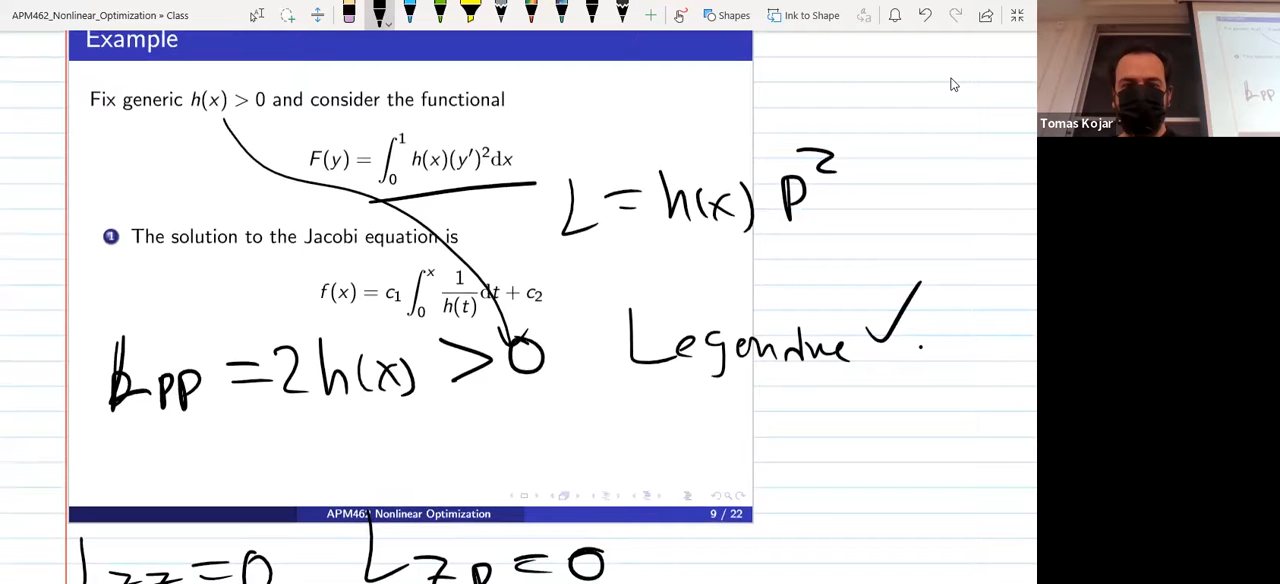 APM462_Nonlinear_Optimization » Class
Shapes
Ink to Shape
Example
Fix generic h(x) > 0 and consider the functional
F(y) = ∫₀¹ h(x)(y′)²dx
L = h(x) p²
1 The solution to the Jacobi equation is
f(x) = c₁ ∫₀ˣ 1/h(t) dt + c₂
Lpp = 2h(x) > 0
Legendre ✓.
APM462 Nonlinear Optimization
9 / 22
Lzz = 0 Lzp = 0
Tomas Kojar